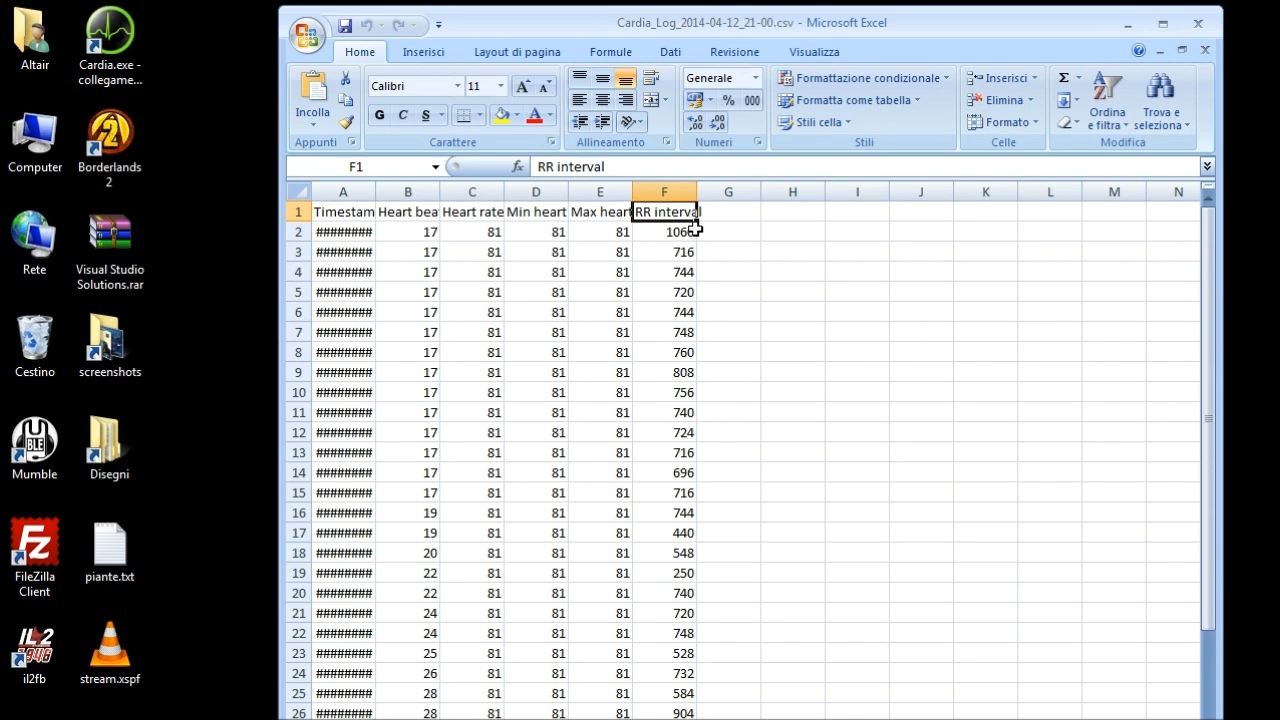 Cardia_Log_2014-04-12_21-00.csv - Microsoft Excel
Home Inserisci Layout di pagina Formule Dati Revisione Visualizza
Incolla
Appunti
Calibri 11
G C S
Carattere
Allineamento
Generale
% 000
Numeri
Formattazione condizionale
Formatta come tabella
Stili cella
Stili
Inserisci
Elimina
Formato
Celle
Σ
Ordina e filtra
Trova e seleziona
Modifica
F1 fx RR interval
A B C D E F G H I J K L M N
1 Timestam Heart bea Heart rate Min heart Max heart RR interval
2 ######## 17 81 81 81 106
3 ######## 17 81 81 81 716
4 ######## 17 81 81 81 744
5 ######## 17 81 81 81 720
6 ######## 17 81 81 81 744
7 ######## 17 81 81 81 748
8 ######## 17 81 81 81 760
9 ######## 17 81 81 81 808
10 ######## 17 81 81 81 756
11 ######## 17 81 81 81 740
12 ######## 17 81 81 81 724
13 ######## 17 81 81 81 716
14 ######## 17 81 81 81 696
15 ######## 17 81 81 81 716
16 ######## 19 81 81 81 744
17 ######## 19 81 81 81 440
18 ######## 20 81 81 81 548
19 ######## 22 81 81 81 250
20 ######## 22 81 81 81 740
21 ######## 24 81 81 81 720
22 ######## 24 81 81 81 748
23 ######## 25 81 81 81 528
24 ######## 26 81 81 81 732
25 ######## 28 81 81 81 584
26 ######## 28 81 81 81 904
Altair
Cardia.exe -
collegame...
Computer
Borderlands
2
Rete
Visual Studio
Solutions.rar
Cestino
screenshots
BLE
Mumble
Disegni
Fz
FileZilla
Client
piante.txt
IL2
1946
il2fb
stream.xspf